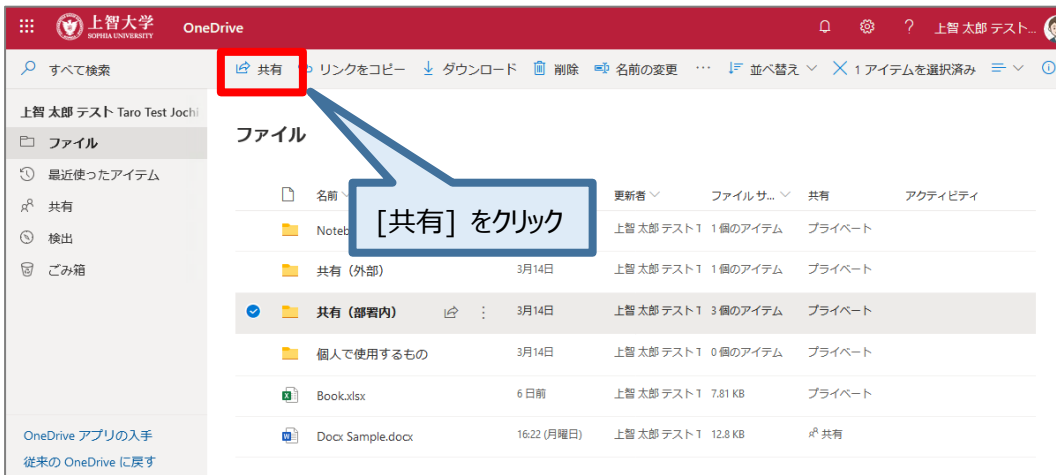 上智大学
SOPHIA UNIVERSITY
OneDrive
? 上智 太郎 テスト...
すべて検索
共有 リンクをコピー ダウンロード 削除 名前の変更 … 並べ替え 1 アイテムを選択済み
上智 太郎 テスト Taro Test Jochi
ファイル
最近使ったアイテム
共有
検出
ごみ箱
OneDrive アプリの入手
従来の OneDrive に戻す
ファイル
[共有] をクリック
名前 更新者 ファイル サ... 共有 アクティビティ
上智 太郎 テスト T 1 個のアイテム プライベート
共有（外部） 3月14日 上智 太郎 テスト T 1 個のアイテム プライベート
共有（部署内） 3月14日 上智 太郎 テスト T 3 個のアイテム プライベート
個人で使用するもの 3月14日 上智 太郎 テスト T 0 個のアイテム プライベート
Book.xlsx 6 日前 上智 太郎 テスト T 7.81 KB プライベート
Docx Sample.docx 16:22 (月曜日) 上智 太郎 テスト T 12.8 KB 共有